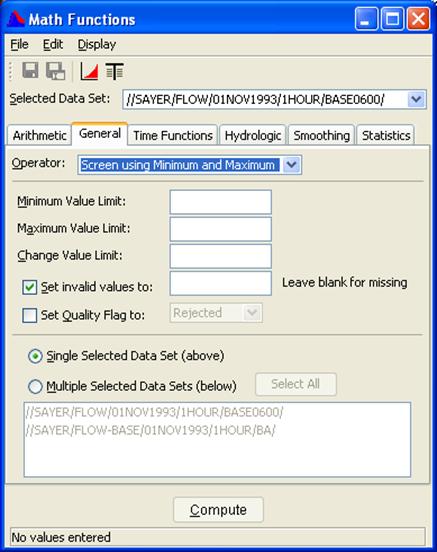 Math Functions
File Edit Display
Selected Data Set: //SAYER/FLOW/01NOV1993/1HOUR/BASE0600/
Arithmetic General Time Functions Hydrologic Smoothing Statistics
Operator: Screen using Minimum and Maximum
Minimum Value Limit:
Maximum Value Limit:
Change Value Limit:
Set invalid values to: Leave blank for missing
Set Quality Flag to: Rejected
Single Selected Data Set (above)
Multiple Selected Data Sets (below) Select All
//SAYER/FLOW/01NOV1993/1HOUR/BASE0600/
//SAYER/FLOW-BASE/01NOV1993/1HOUR/BA/
Compute
No values entered